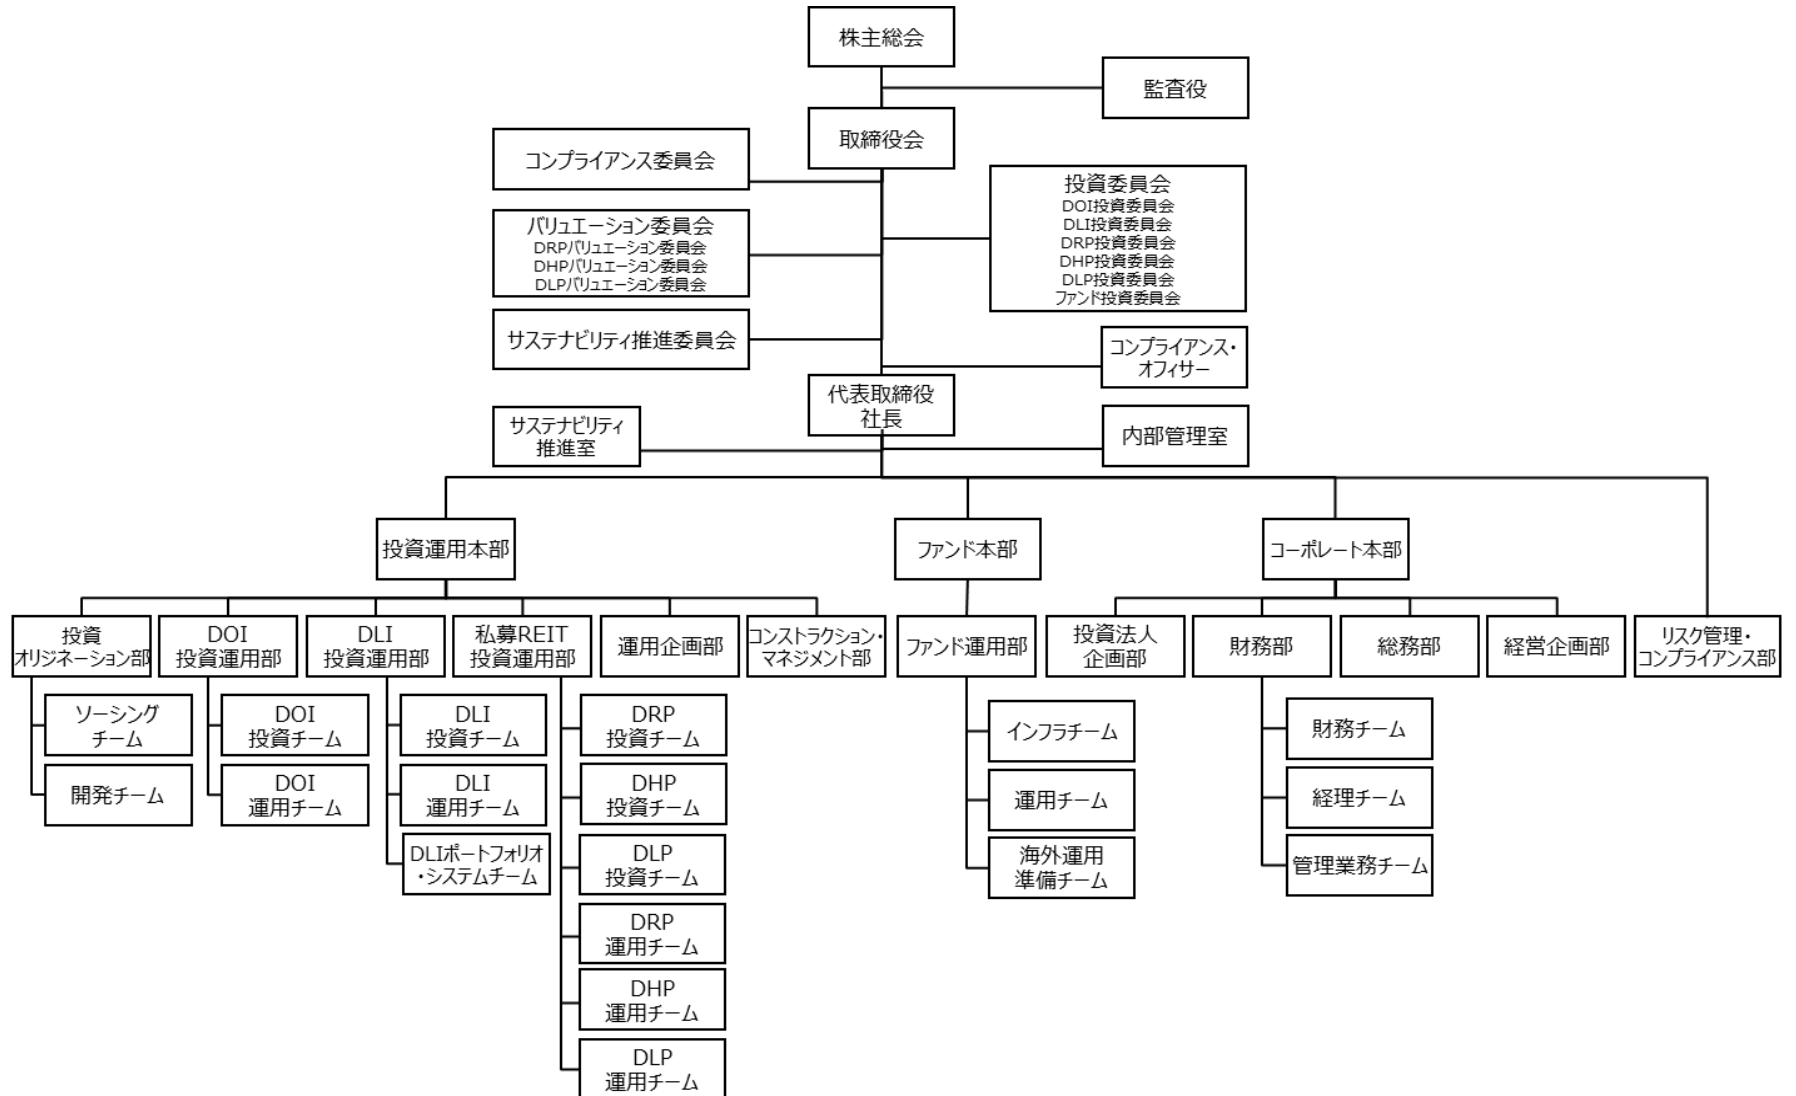 株主総会
監査役
取締役会
コンプライアンス委員会
投資委員会
DOI投資委員会
DLI投資委員会
DRP投資委員会
DHP投資委員会
DLP投資委員会
ファンド投資委員会
バリュエーション委員会
DRPバリュエーション委員会
DHPバリュエーション委員会
DLPバリュエーション委員会
サステナビリティ推進委員会
コンプライアンス・
オフィサー
代表取締役
社長
サステナビリティ
推進室
内部管理室
投資運用本部
ファンド本部
コーポレート本部
投資
オリジネーション部
DOI
投資運用部
DLI
投資運用部
私募REIT
投資運用部
運用企画部
コンストラクション・
マネジメント部
ファンド運用部
投資法人
企画部
財務部
総務部
経営企画部
リスク管理・
コンプライアンス部
ソーシング
チーム
開発チーム
DOI
投資チーム
DOI
運用チーム
DLI
投資チーム
DLI
運用チーム
DLIポートフォリオ
・システムチーム
DRP
投資チーム
DHP
投資チーム
DLP
投資チーム
DRP
運用チーム
DHP
運用チーム
DLP
運用チーム
インフラチーム
運用チーム
海外運用
準備チーム
財務チーム
経理チーム
管理業務チーム